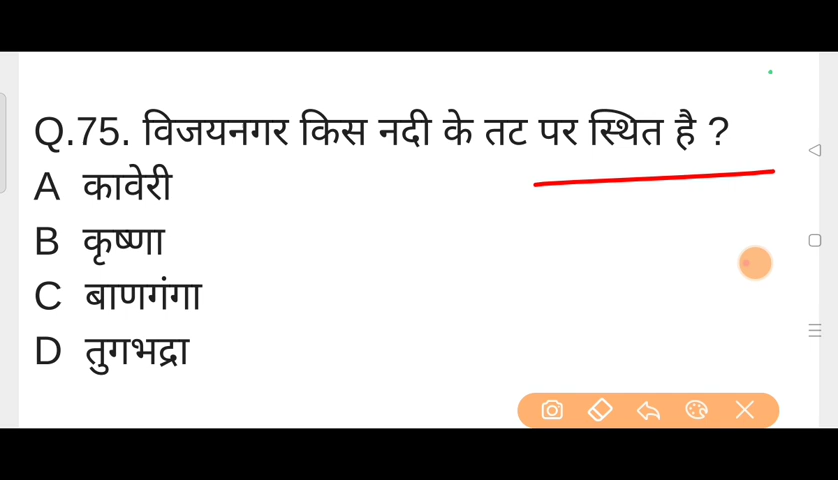 Q.75. विजयनगर किस नदी के तट पर स्थित है ?
A कावेरी
B कृष्णा
C बाणगंगा
D तुगभद्रा